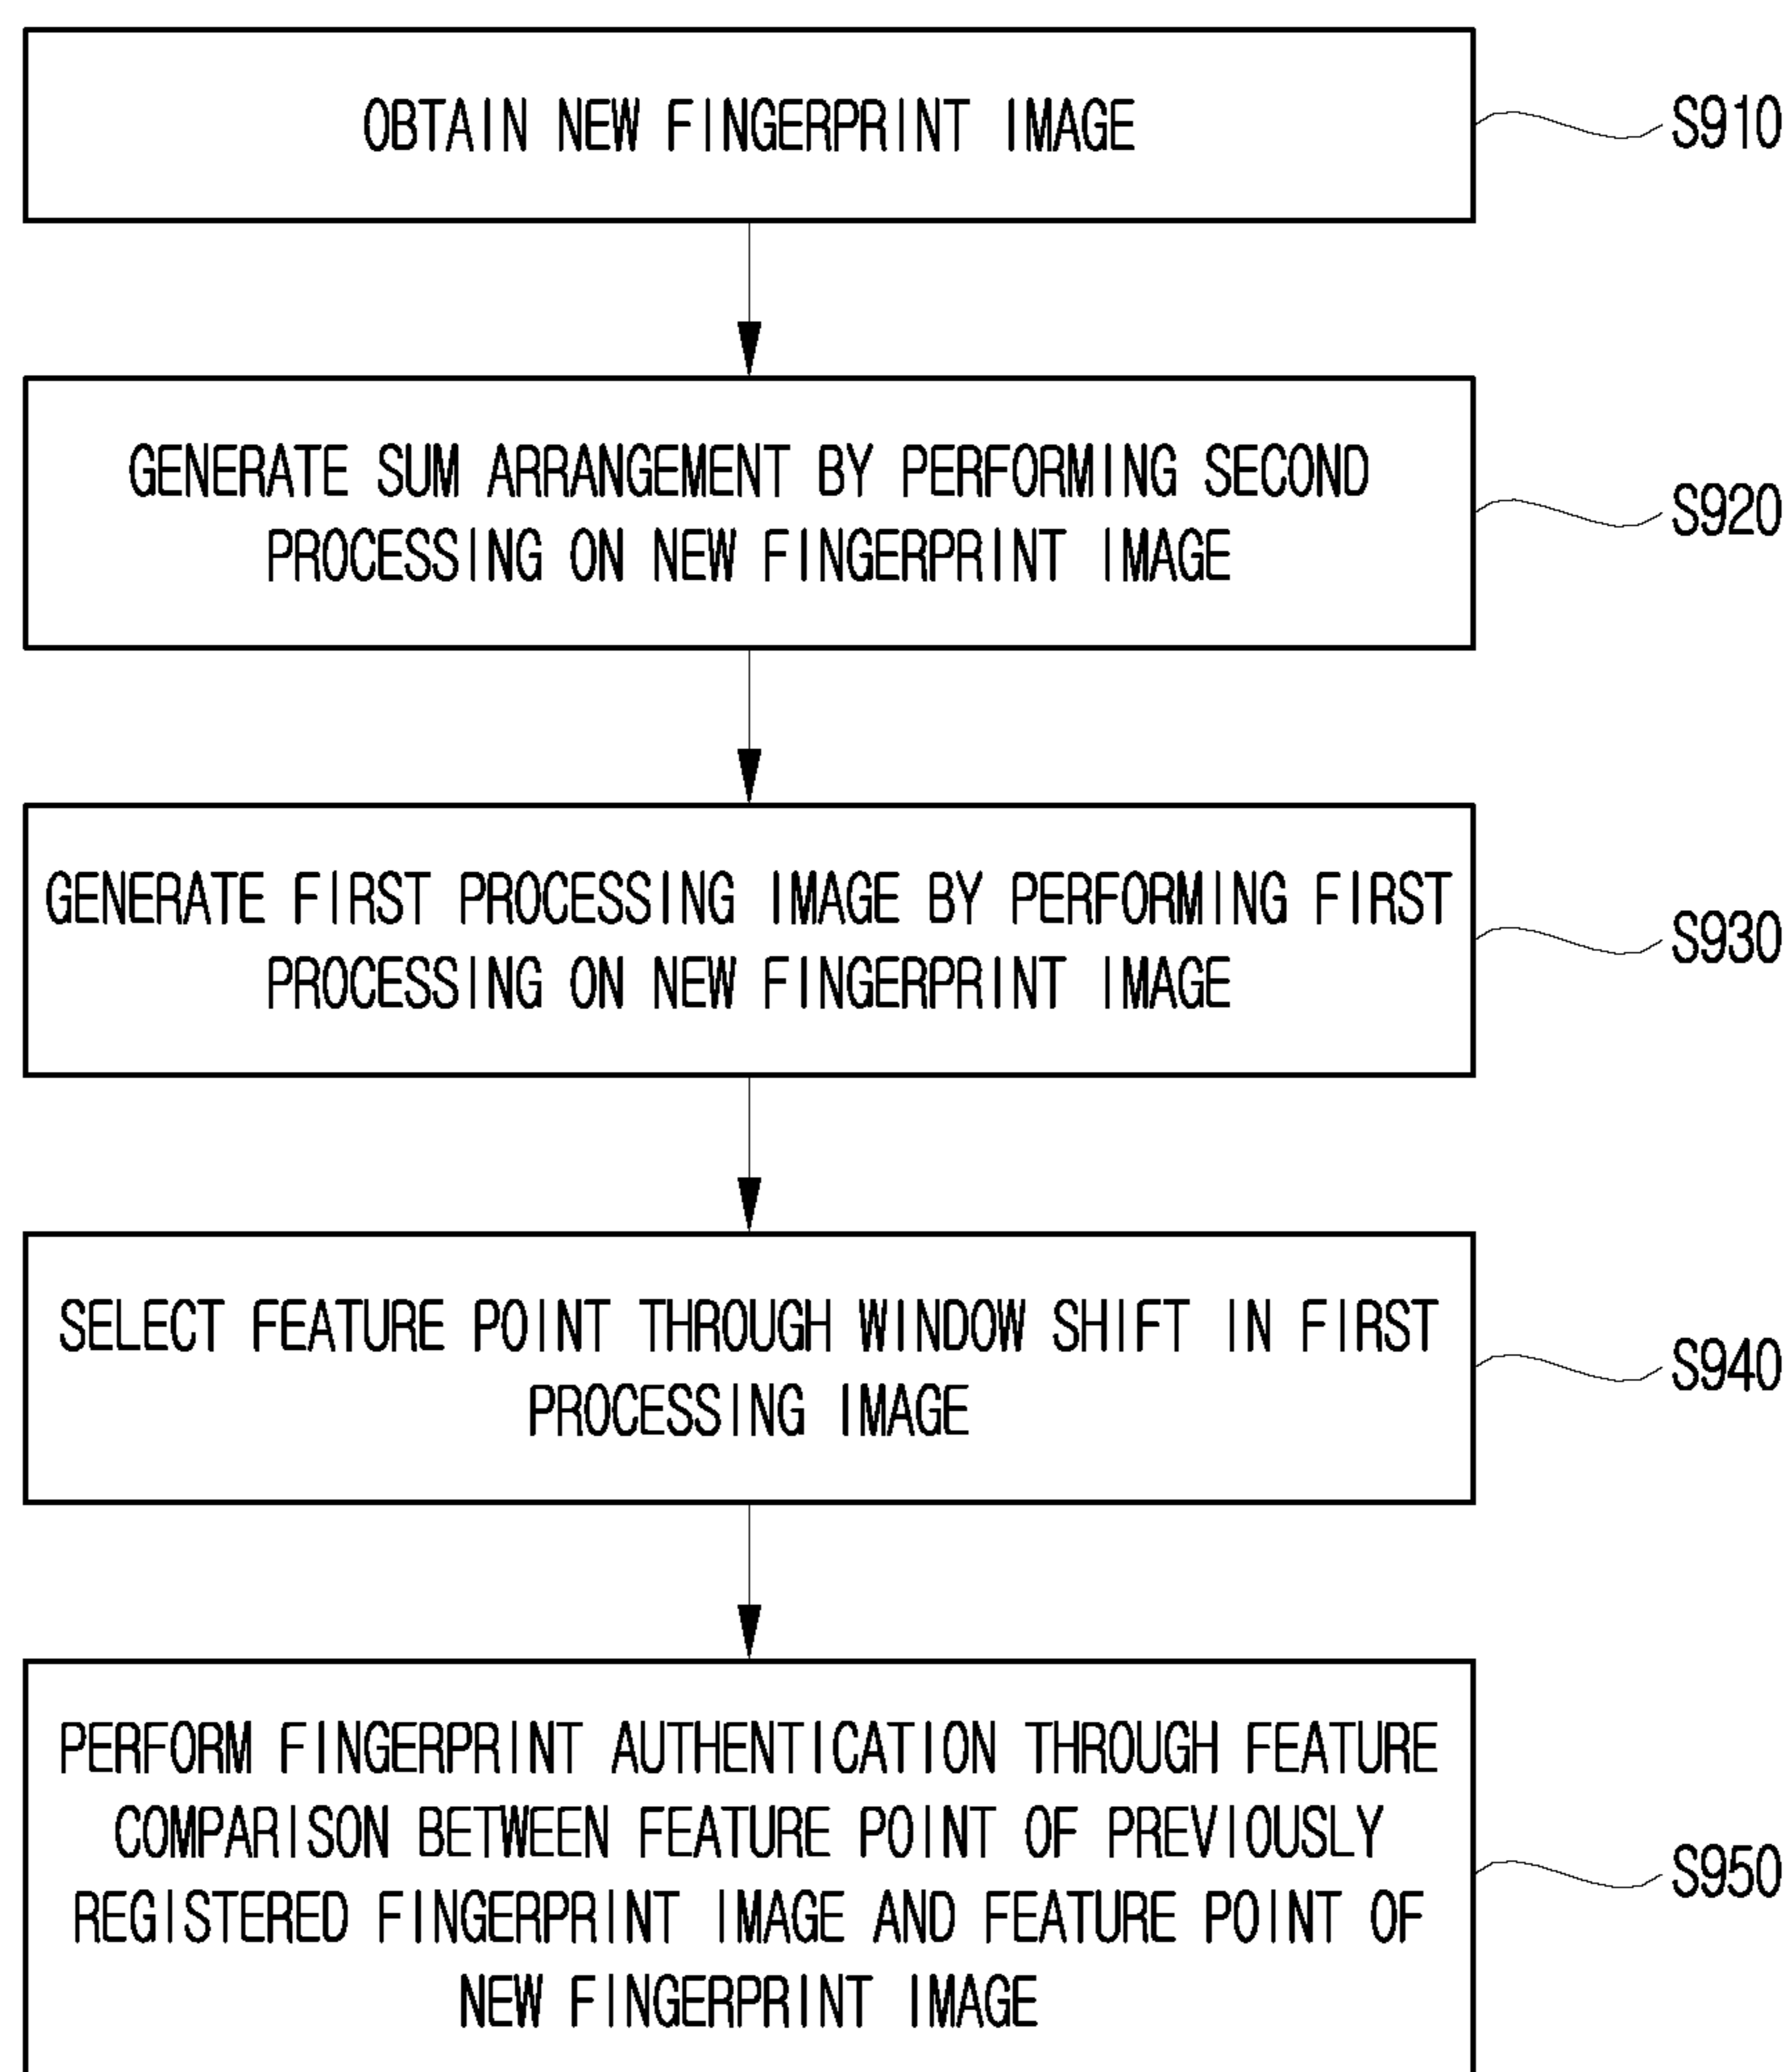 OBTAIN NEW FINGERPRINT IMAGE
S910
GENERATE SUM ARRANGEMENT BY PERFORMING SECOND
PROCESSING ON NEW FINGERPRINT IMAGE
S920
GENERATE FIRST PROCESSING IMAGE BY PERFORMING FIRST
PROCESSING ON NEW FINGERPRINT IMAGE
S930
SELECT FEATURE POINT THROUGH WINDOW SHIFT IN FIRST
PROCESSING IMAGE
S940
PERFORM FINGERPRINT AUTHENTICATION THROUGH FEATURE
COMPARISON BETWEEN FEATURE POINT OF PREVIOUSLY
REGISTERED FINGERPRINT IMAGE AND FEATURE POINT OF
NEW FINGERPRINT IMAGE
S950